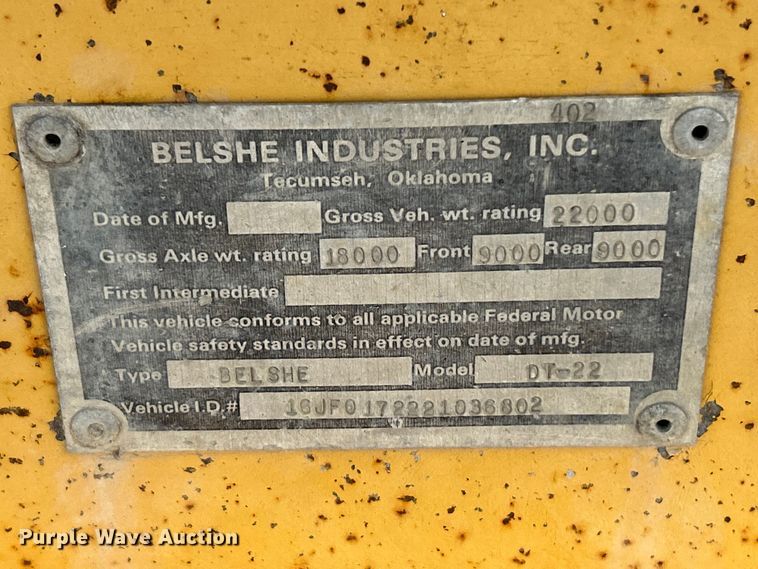 402
BELSHE INDUSTRIES, INC.
Tecumseh, Oklahoma
Date of Mfg. Gross Veh. wt. rating 22000
Gross Axle wt. rating 18000 Front 9000 Rear 9000
First Intermediate
This vehicle conforms to all applicable Federal Motor
Vehicle safety standards in effect on date of mfg.
Type BELSHE Model DT-22
Vehicle I.D.# 16JF0172221036802
Purple Wave Auction